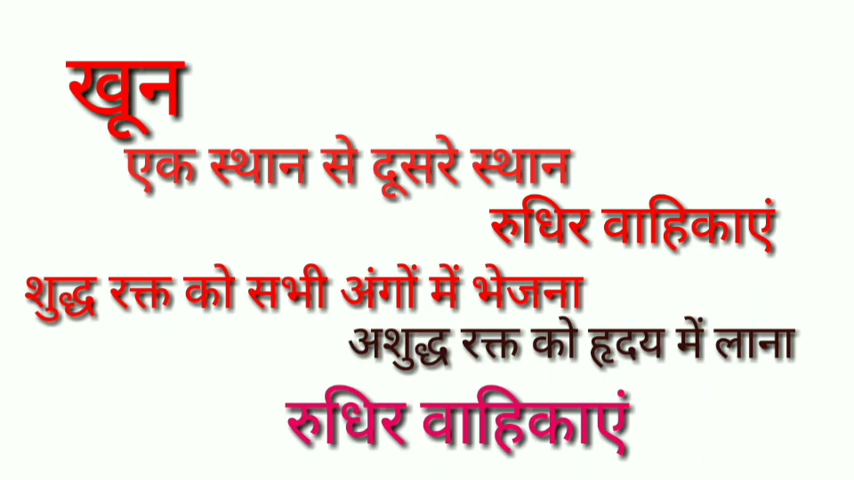 खून
एक स्थान से दूसरे स्थान
रुधिर वाहिकाएं
शुद्ध रक्त को सभी अंगों में भेजना
अशुद्ध रक्त को हृदय में लाना
रुधिर वाहिकाएं